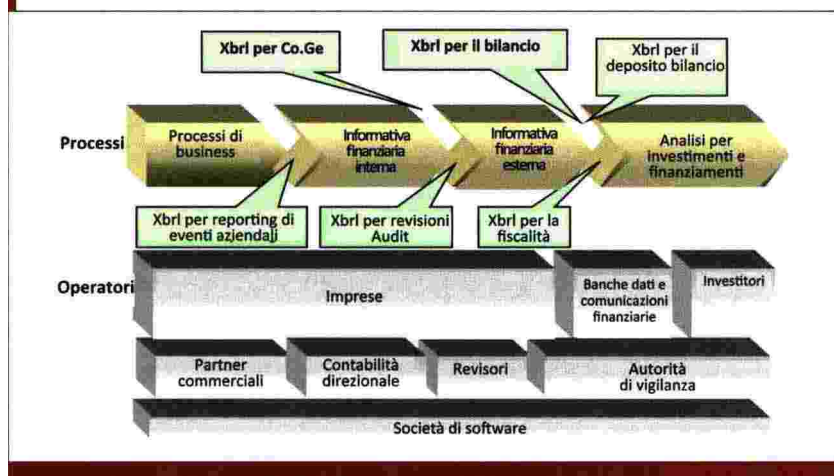 Xbrl per Co.Ge
Xbrl per il bilancio
Xbrl per il
deposito bilancio
Processi
Processi di
business
Informativa
finanziaria
interna
Informativa
finanziaria
esterna
Analisi per
investimenti e
finanziamenti
Xbrl per reporting di
eventi aziendali
Xbrl per revisioni
Audit
Xbrl per la
fiscalità
Operatori
Imprese
Banche dati e
comunicazioni
finanziarie
Investitori
Partner
commerciali
Contabilità
direzionale
Revisori
Autorità
di vigilanza
Società di software